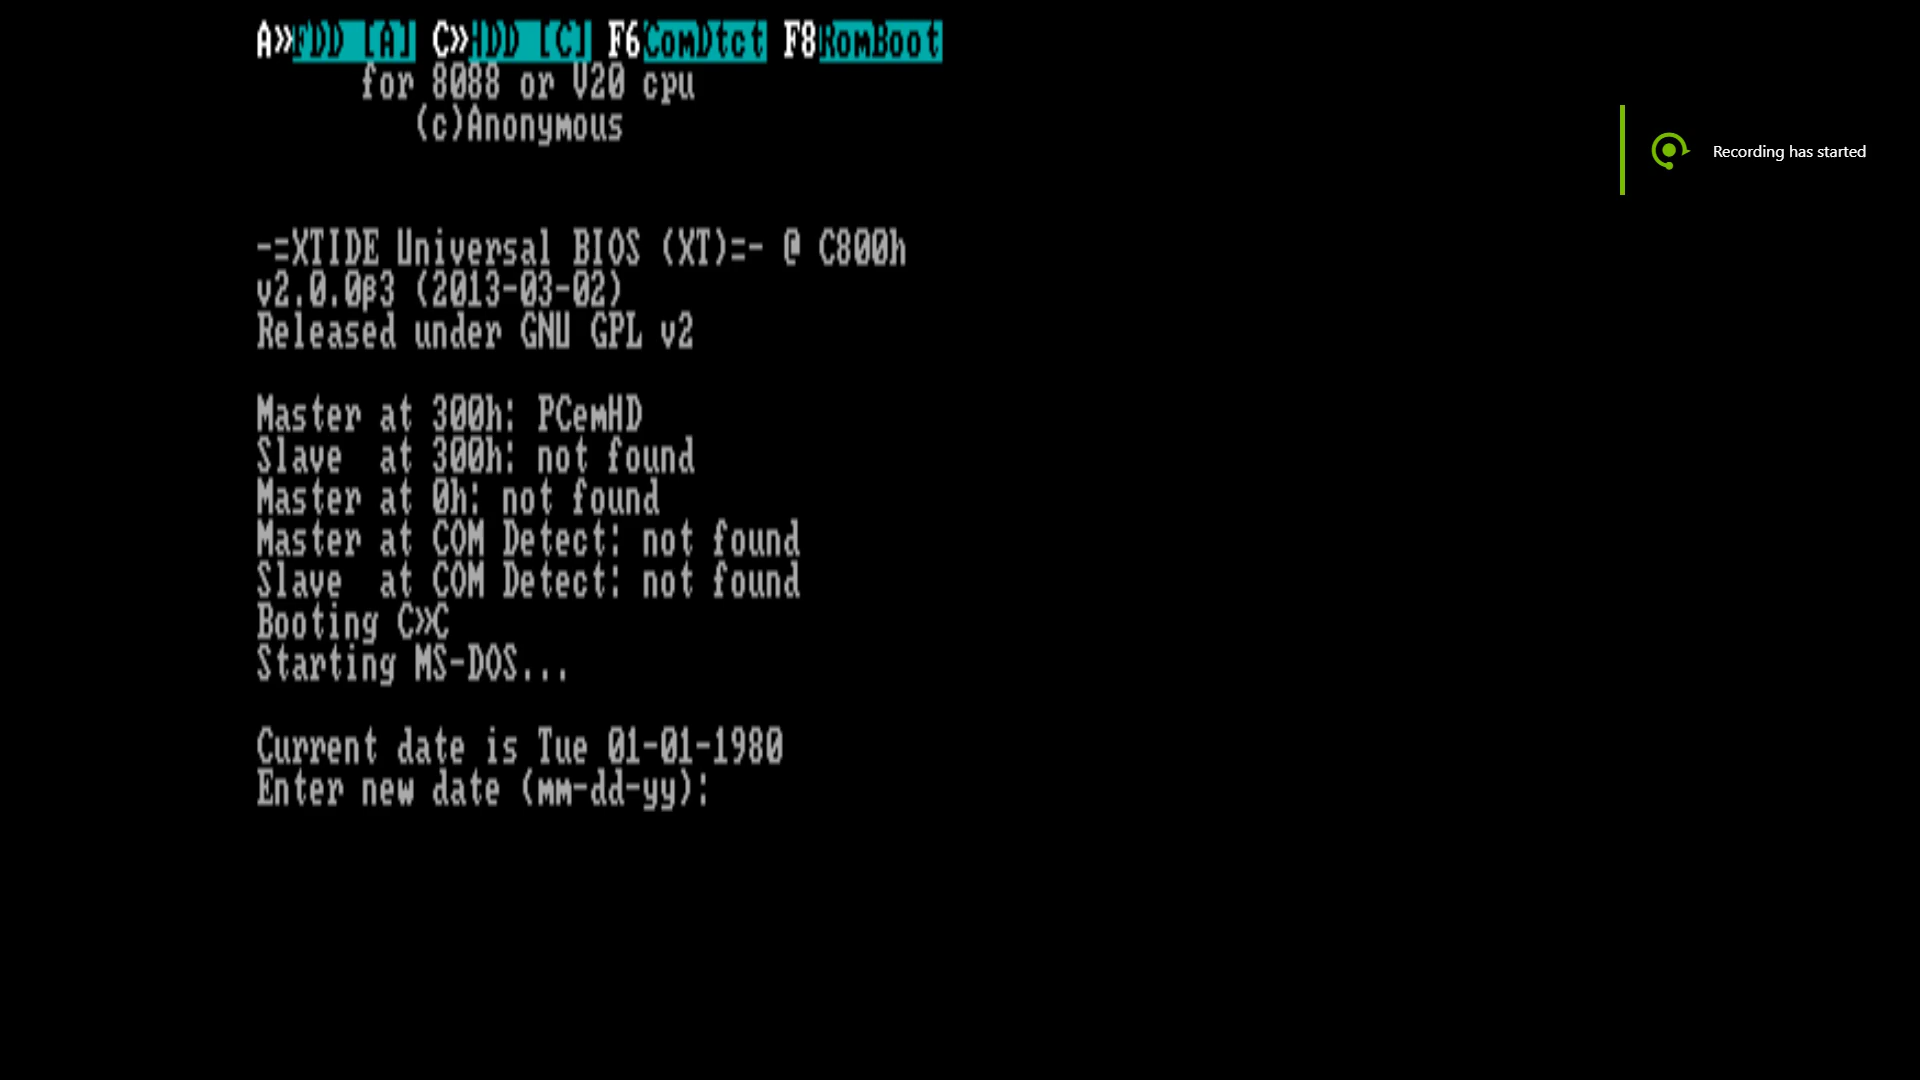 A»FDD [A] C»HDD [C] F6ComDtct F8RomBoot
for 8088 or V20 cpu
(c)Anonymous
Recording has started
-=XTIDE Universal BIOS (XT)=- @ C800h
v2.0.0β3 (2013-03-02)
Released under GNU GPL v2
Master at 300h: PCemHD
Slave  at 300h: not found
Master at 0h: not found
Master at COM Detect: not found
Slave  at COM Detect: not found
Booting C»C
Starting MS-DOS...
Current date is Tue 01-01-1980
Enter new date (mm-dd-yy):